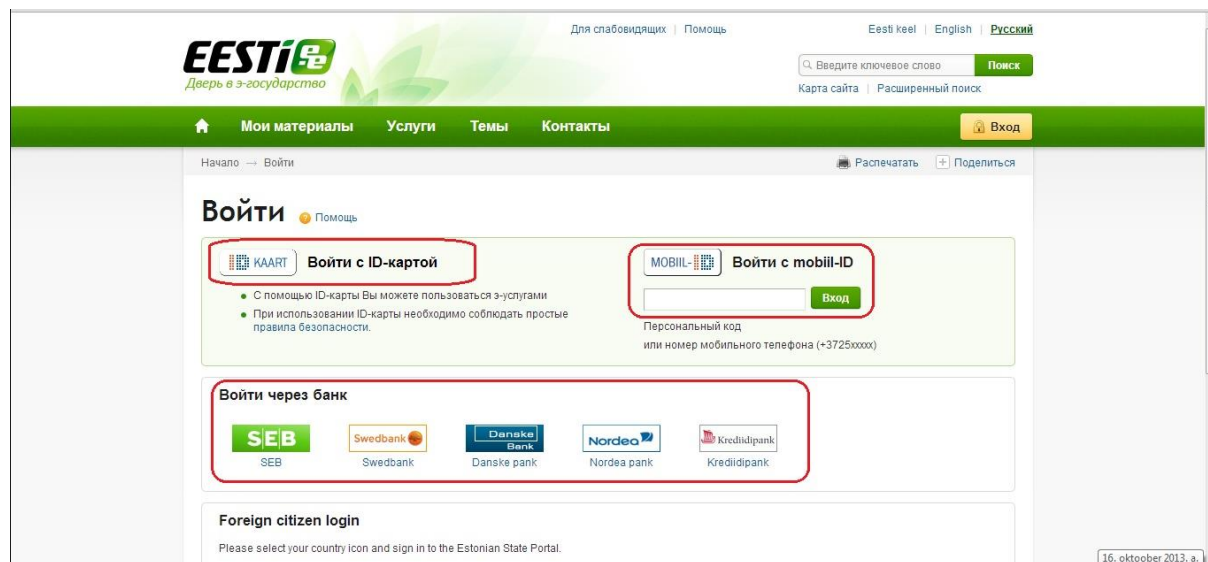 Для слабовидящих | Помощь
Eesti keel | English | Русский
EESTi.ee
Дверь в э-государство
Введите ключевое слово
Поиск
Карта сайта | Расширенный поиск
Мои материалы Услуги Темы Контакты
Вход
Начало → Войти
Распечатать + Поделиться
Войти Помощь
ID KAART Войти с ID-картой
MOBIIL-ID Войти с mobiil-ID
С помощью ID-карты Вы можете пользоваться э-услугами
При использовании ID-карты необходимо соблюдать простые
правила безопасности.
Вход
Персональный код
или номер мобильного телефона (+3725xxxxx)
Войти через банк
SEB Swedbank Danske Bank Nordea Krediidipank
SEB Swedbank Danske pank Nordea pank Krediidipank
Foreign citizen login
Please select your country icon and sign in to the Estonian State Portal.
16. oktoober 2013. a.